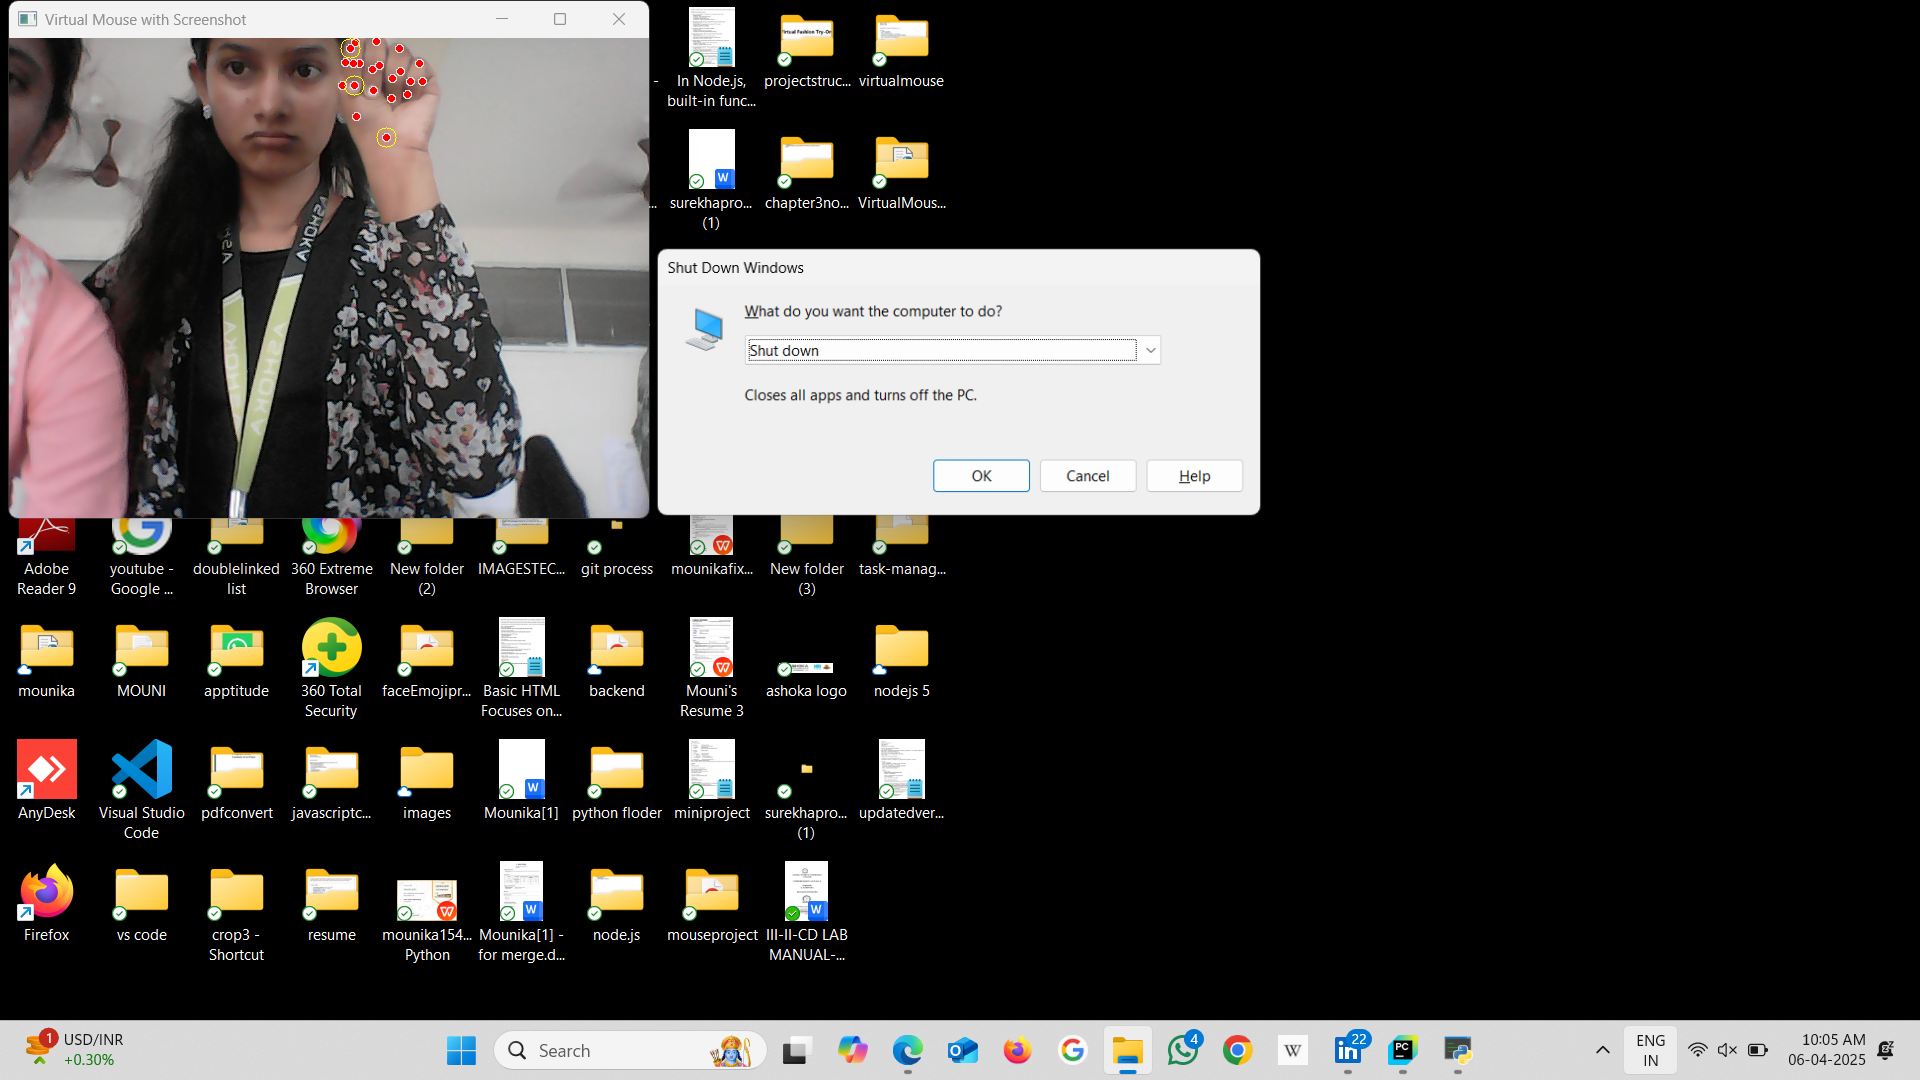 Virtual Mouse with Screenshot
In Node.js,
built-in func...
projectstruc...
virtualmouse
surekhapro...
(1)
chapter3no...
VirtualMous...
ASHOKA
ASHOKA
ASHOKA
ASHOKA
Shut Down Windows
What do you want the computer to do?
Shut down
Closes all apps and turns off the PC.
OK
Cancel
Help
Adobe
Reader 9
youtube -
Google ...
doublelinked
list
360 Extreme
Browser
New folder
(2)
IMAGESTEC...
git process
mounikafix...
New folder
(3)
task-manag...
mounika
MOUNI
apptitude
360 Total
Security
faceEmojipr...
Basic HTML
Focuses on...
backend
Mouni's
Resume 3
ashoka logo
nodejs 5
AnyDesk
Visual Studio
Code
pdfconvert
javascriptc...
images
Mounika[1]
python floder
miniproject
surekhapro...
(1)
updatedver...
Firefox
vs code
crop3 -
Shortcut
resume
mounika154...
Python
Mounika[1] -
for merge.d...
node.js
mouseproject
III-II-CD LAB
MANUAL-...
1
USD/INR
+0.30%
Search
4
W
22
PC
ENG
IN
10:05 AM
06-04-2025